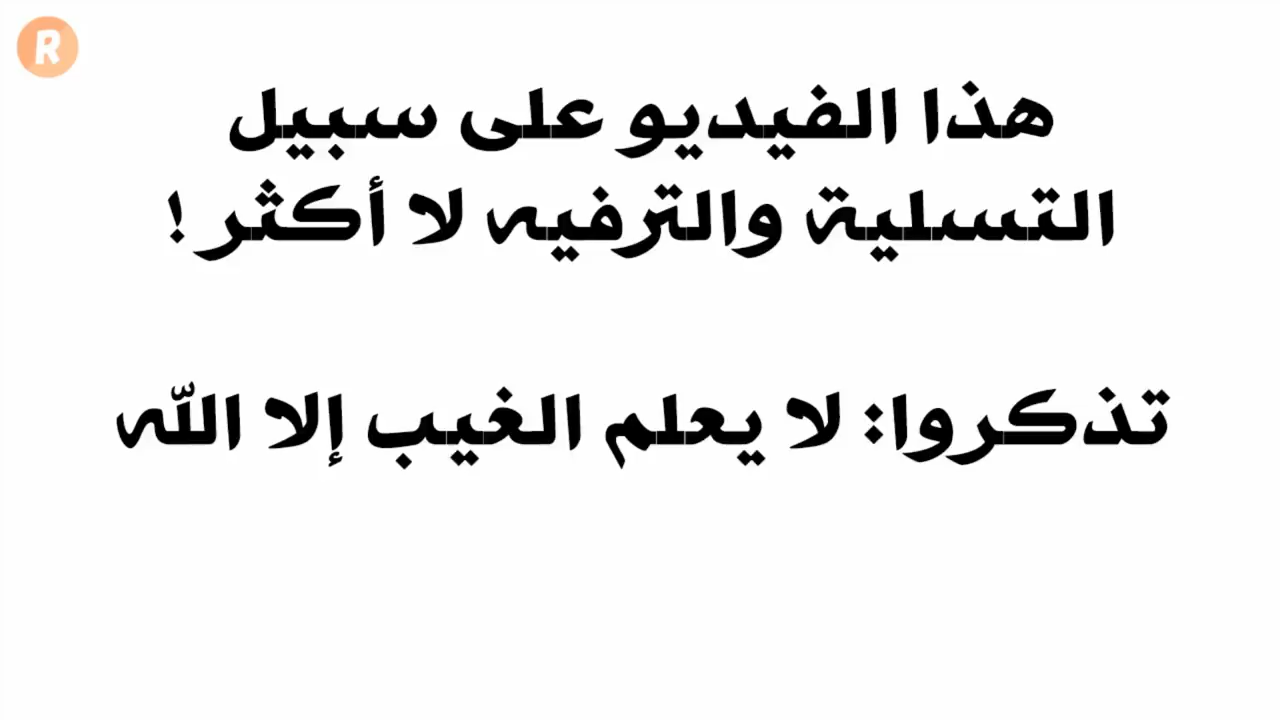 R
هذا الفيديو على سبيل
التسلية والترفيه لا أكثر !
تذكروا: لا يعلم الغيب إلا الله